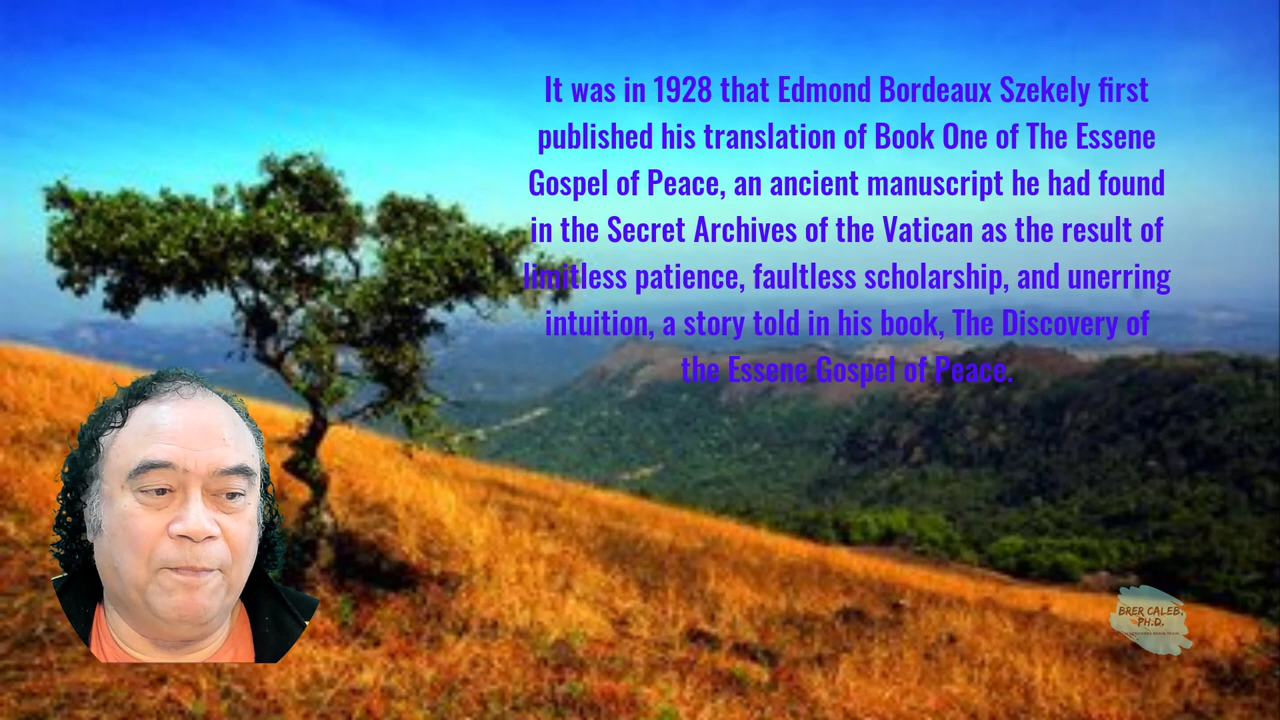 It was in 1928 that Edmond Bordeaux Szekely first
published his translation of Book One of The Essene
Gospel of Peace, an ancient manuscript he had found
in the Secret Archives of the Vatican as the result of
limitless patience, faultless scholarship, and unerring
intuition, a story told in his book, The Discovery of
the Essene Gospel of Peace.
BRER CALEB,
PH.D.